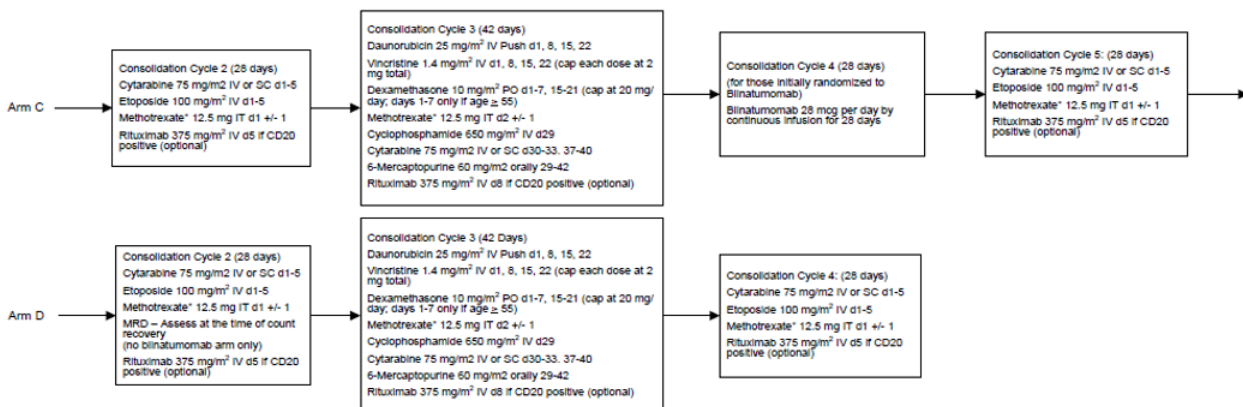 Arm C
Consolidation Cycle 2 (28 days)
Cytarabine 75 mg/m2 IV or SC d1-5
Etoposide 100 mg/m² IV d1-5
Methotrexate* 12.5 mg IT d1 +/- 1
Rituximab 375 mg/m² IV d5 if CD20
positive (optional)
Consolidation Cycle 3 (42 days)
Daunorubicin 25 mg/m² IV Push d1, 8, 15, 22
Vincristine 1.4 mg/m² IV d1, 8, 15, 22 (cap each dose at 2
mg total)
Dexamethasone 10 mg/m² PO d1-7, 15-21 (cap at 20 mg/
day; days 1-7 only if age ≥ 55)
Methotrexate* 12.5 mg IT d2 +/- 1
Cyclophosphamide 650 mg/m² IV d29
Cytarabine 75 mg/m2 IV or SC d30-33. 37-40
6-Mercaptopurine 60 mg/m2 orally 29-42
Rituximab 375 mg/m² IV d8 if CD20 positive (optional)
Consolidation Cycle 4 (28 days)
(for those initially randomized to
Blinatumomab)
Blinatumomab 28 mcg per day by
continuous infusion for 28 days
Consolidation Cycle 5: (28 days)
Cytarabine 75 mg/m2 IV or SC d1-5
Etoposide 100 mg/m² IV d1-5
Methotrexate* 12.5 mg IT d1 +/- 1
Rituximab 375 mg/m² IV d5 if CD20
positive (optional)
Arm D
Consolidation Cycle 2 (28 days)
Cytarabine 75 mg/m2 IV or SC d1-5
Etoposide 100 mg/m² IV d1-5
Methotrexate* 12.5 mg IT d1 +/- 1
MRD – Assess at the time of count
recovery
(no blinatumomab arm only)
Rituximab 375 mg/m² IV d5 if CD20
positive (optional)
Consolidation Cycle 3 (42 Days)
Daunorubicin 25 mg/m² IV Push d1, 8, 15, 22
Vincristine 1.4 mg/m² IV d1, 8, 15, 22 (cap each dose at 2
mg total)
Dexamethasone 10 mg/m² PO d1-7, 15-21 (cap at 20 mg/
day; days 1-7 only if age ≥ 55)
Methotrexate* 12.5 mg IT d2 +/- 1
Cyclophosphamide 650 mg/m² IV d29
Cytarabine 75 mg/m² IV or SC d30-33. 37-40
6-Mercaptopurine 60 mg/m2 orally 29-42
Rituximab 375 mg/m² IV d8 if CD20 positive (optional)
Consolidation Cycle 4: (28 days)
Cytarabine 75 mg/m2 IV or SC d1-5
Etoposide 100 mg/m² IV d1-5
Methotrexate* 12.5 mg IT d1 +/- 1
Rituximab 375 mg/m² IV d5 if CD20
positive (optional)